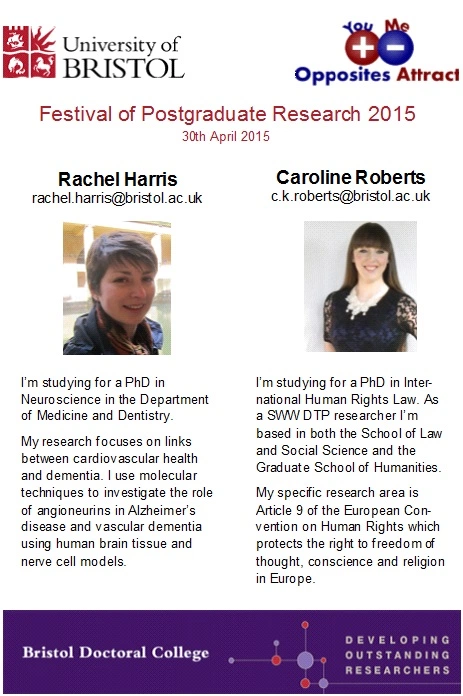 University of
BRISTOL
You Me
Opposites Attract
Festival of Postgraduate Research 2015
30th April 2015
Rachel Harris
rachel.harris@bristol.ac.uk
I'm studying for a PhD in
Neuroscience in the Department
of Medicine and Dentistry.
My research focuses on links
between cardiovascular health
and dementia. I use molecular
techniques to investigate the role
of angioneurins in Alzheimer's
disease and vascular dementia
using human brain tissue and
nerve cell models.
Caroline Roberts
c.k.roberts@bristol.ac.uk
I'm studying for a PhD in Inter-
national Human Rights Law. As
a SWW DTP researcher I'm
based in both the School of Law
and Social Science and the
Graduate School of Humanities.
My specific research area is
Article 9 of the European Con-
vention on Human Rights which
protects the right to freedom of
thought, conscience and religion
in Europe.
Bristol Doctoral College
DEVELOPING
OUTSTANDING
RESEARCHERS